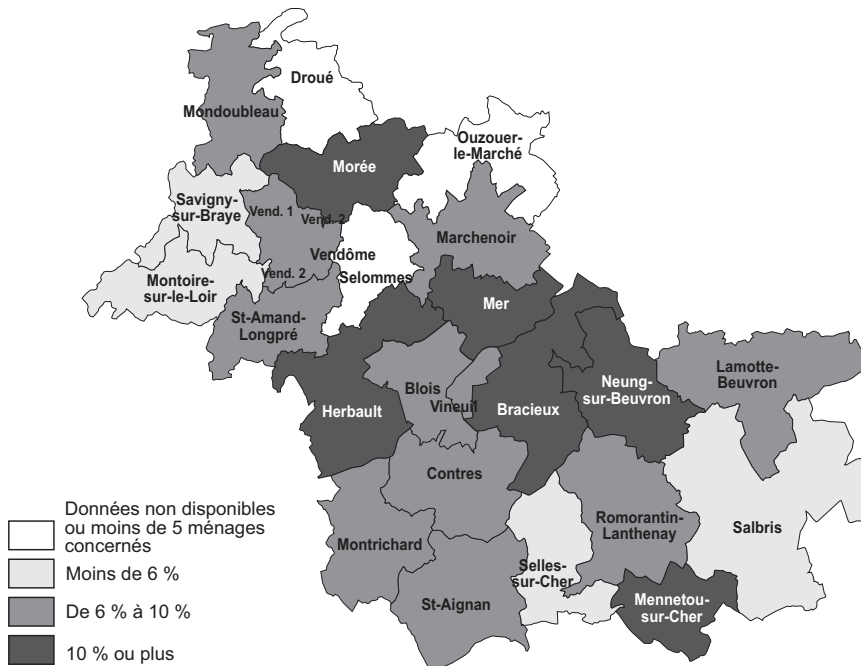 Droué
Mondoubleau
Ouzouer-
le-Marché
Morée
Savigny-
sur-Braye
Vend. 1
Vend. 2
Marchenoir
Vendôme
Vend. 2
Selommes
Montoire-
sur-le-Loir
Mer
St-Amand-
Longpré
Lamotte-
Beuvron
Blois
Neung-
sur-Beuvron
Herbault
Vineuil
Bracieux
Contres
Romorantin-
Lanthenay
Salbris
Montrichard
Selles-
sur-Cher
St-Aignan
Mennetou-
sur-Cher
Données non disponibles
ou moins de 5 ménages
concernés
Moins de 6 %
De 6 % à 10 %
10 % ou plus